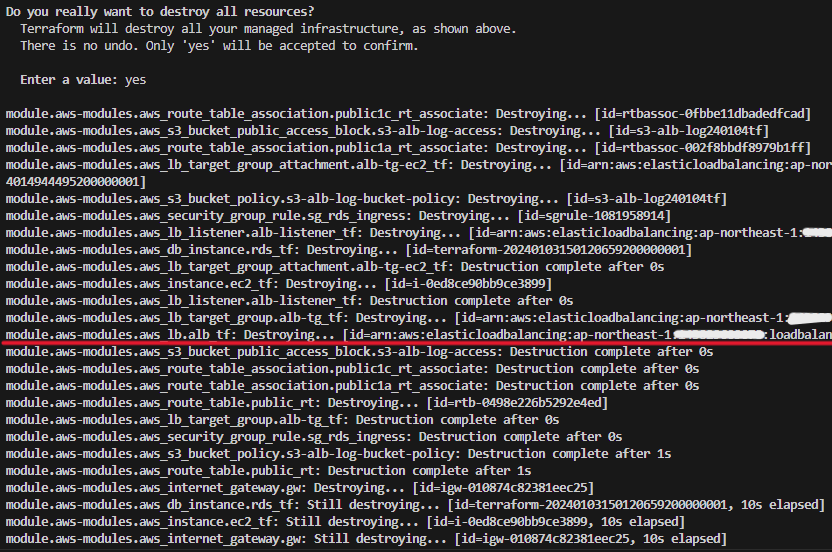 Do you really want to destroy all resources?
Terraform will destroy all your managed infrastructure, as shown above.
There is no undo. Only 'yes' will be accepted to confirm.
Enter a value: yes
module.aws-modules.aws_route_table_association.public1c_rt_associate: Destroying... [id=rtbassoc-0fbbe11dbadedfcad]
module.aws-modules.aws_s3_bucket_public_access_block.s3-alb-log-access: Destroying... [id=s3-alb-log240104tf]
module.aws-modules.aws_route_table_association.public1a_rt_associate: Destroying... [id=rtbassoc-002f8bbdf8979b1ff]
module.aws-modules.aws_lb_target_group_attachment.alb-tg-ec2_tf: Destroying... [id=arn:aws:elasticloadbalancing:ap-nor
4014944495200000001]
module.aws-modules.aws_s3_bucket_policy.s3-alb-log-bucket-policy: Destroying... [id=s3-alb-log240104tf]
module.aws-modules.aws_security_group_rule.sg_rds_ingress: Destroying... [id=sgrule-1081958914]
module.aws-modules.aws_lb_listener.alb-listener_tf: Destroying... [id=arn:aws:elasticloadbalancing:ap-northeast-1:
module.aws-modules.aws_db_instance.rds_tf: Destroying... [id=terraform-20240103150120659200000001]
module.aws-modules.aws_lb_target_group_attachment.alb-tg-ec2_tf: Destruction complete after 0s
module.aws-modules.aws_instance.ec2_tf: Destroying... [id=i-0ed8ce90bb9ce3899]
module.aws-modules.aws_lb_listener.alb-listener_tf: Destruction complete after 0s
module.aws-modules.aws_lb_target_group.alb-tg_tf: Destroying... [id=arn:aws:elasticloadbalancing:ap-northeast-1:
module.aws-modules.aws_lb.alb_tf: Destroying... [id=arn:aws:elasticloadbalancing:ap-northeast-1 :loadbalan
module.aws-modules.aws_s3_bucket_public_access_block.s3-alb-log-access: Destruction complete after 0s
module.aws-modules.aws_route_table_association.public1c_rt_associate: Destruction complete after 0s
module.aws-modules.aws_route_table_association.public1a_rt_associate: Destruction complete after 0s
module.aws-modules.aws_route_table.public_rt: Destroying... [id=rtb-0498e226b5292e4ed]
module.aws-modules.aws_lb_target_group.alb-tg_tf: Destruction complete after 0s
module.aws-modules.aws_security_group_rule.sg_rds_ingress: Destruction complete after 0s
module.aws-modules.aws_s3_bucket_policy.s3-alb-log-bucket-policy: Destruction complete after 1s
module.aws-modules.aws_route_table.public_rt: Destruction complete after 1s
module.aws-modules.aws_internet_gateway.gw: Destroying... [id=igw-010874c82381eec25]
module.aws-modules.aws_db_instance.rds_tf: Still destroying... [id=terraform-20240103150120659200000001, 10s elapsed]
module.aws-modules.aws_instance.ec2_tf: Still destroying... [id=i-0ed8ce90bb9ce3899, 10s elapsed]
module.aws-modules.aws_internet_gateway.gw: Still destroying... [id=igw-010874c82381eec25, 10s elapsed]